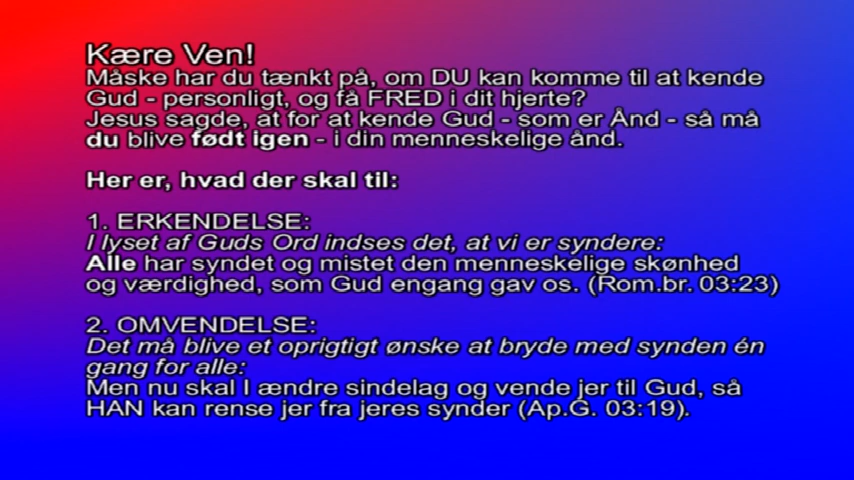 Kære Ven!
Måske har du tænkt på, om DU kan komme til at kende
Gud - personligt, og få FRED i dit hjerte?
Jesus sagde, at for at kende Gud - som er Ånd - så må
du blive født igen - i din menneskelige ånd.
Her er, hvad der skal til:
1. ERKENDELSE:
I lyset af Guds Ord indses det, at vi er syndere:
Alle har syndet og mistet den menneskelige skønhed
og værdighed, som Gud engang gav os. (Rom.br. 03:23)
2. OMVENDELSE:
Det må blive et oprigtigt ønske at bryde med synden én
gang for alle:
Men nu skal I ændre sindelag og vende jer til Gud, så
HAN kan rense jer fra jeres synder (Ap.G. 03:19).